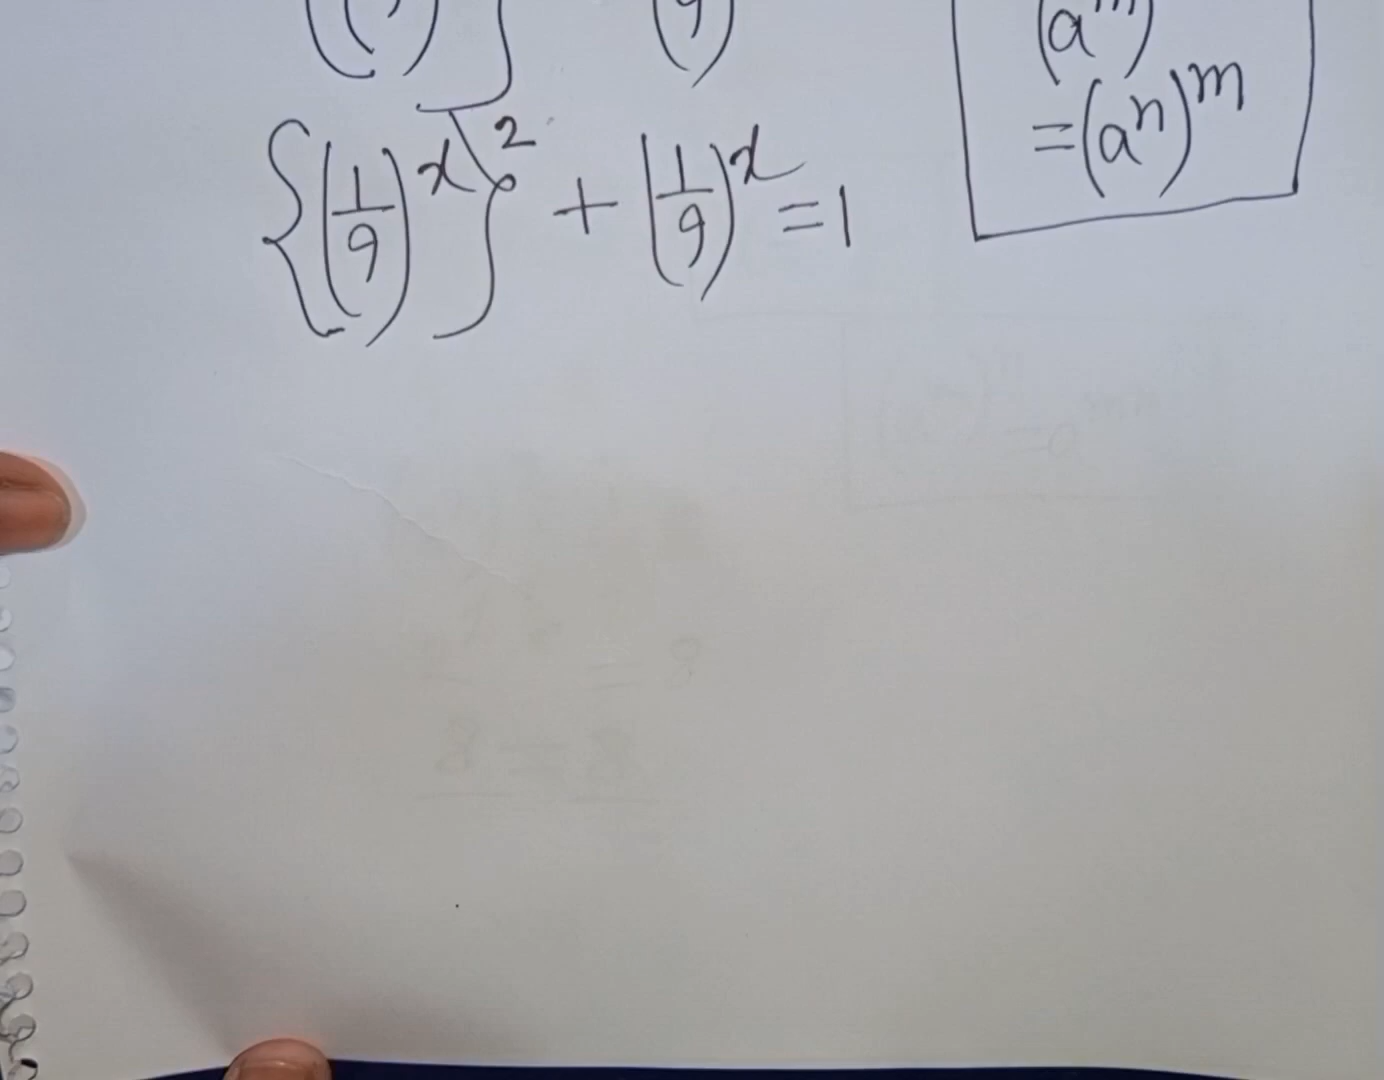 (a^m)
=(a^n)^m
{(1/9)^x}^2 + (1/9)^x = 1